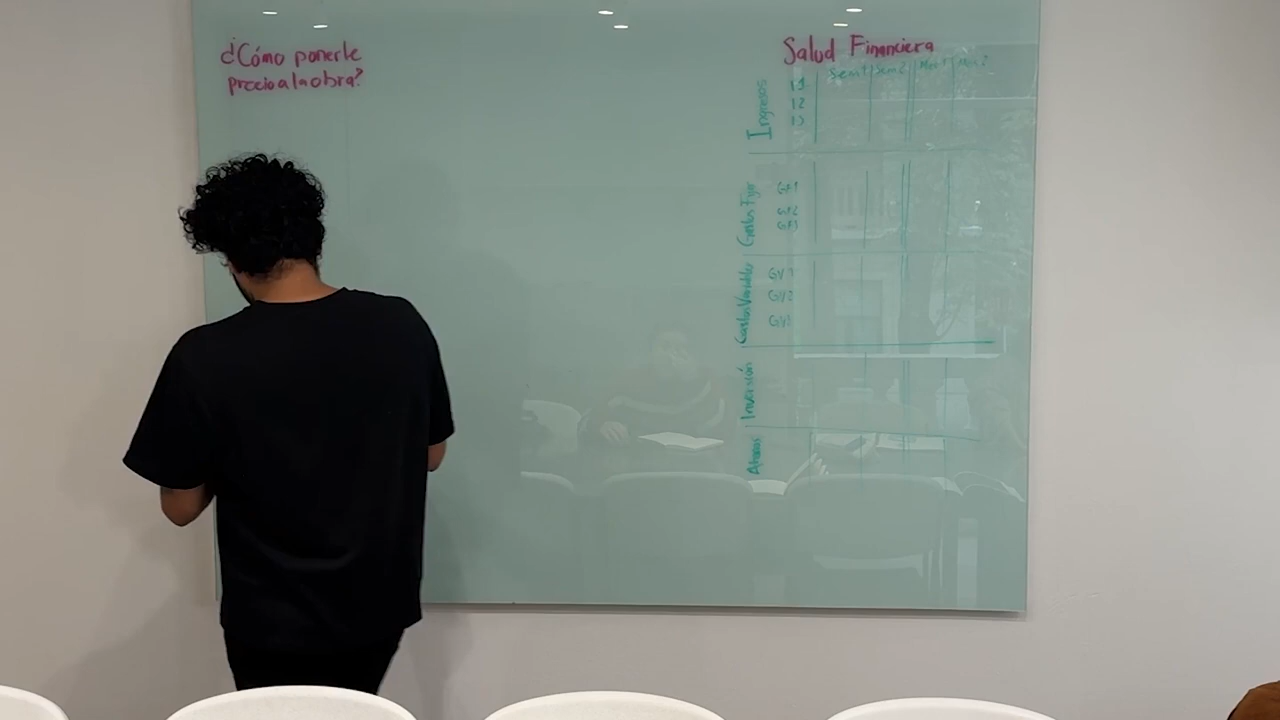 ¿Cómo ponerle
precio a la obra?
Salud Financiera
Sem1 Sem2 Mes1 Mes2
Ingresos
I1
I2
I3
Gastos Fijos
GF1
GF2
GF3
Gastos Variables
GV1
GV2
GV3
Inversión
Ahorro